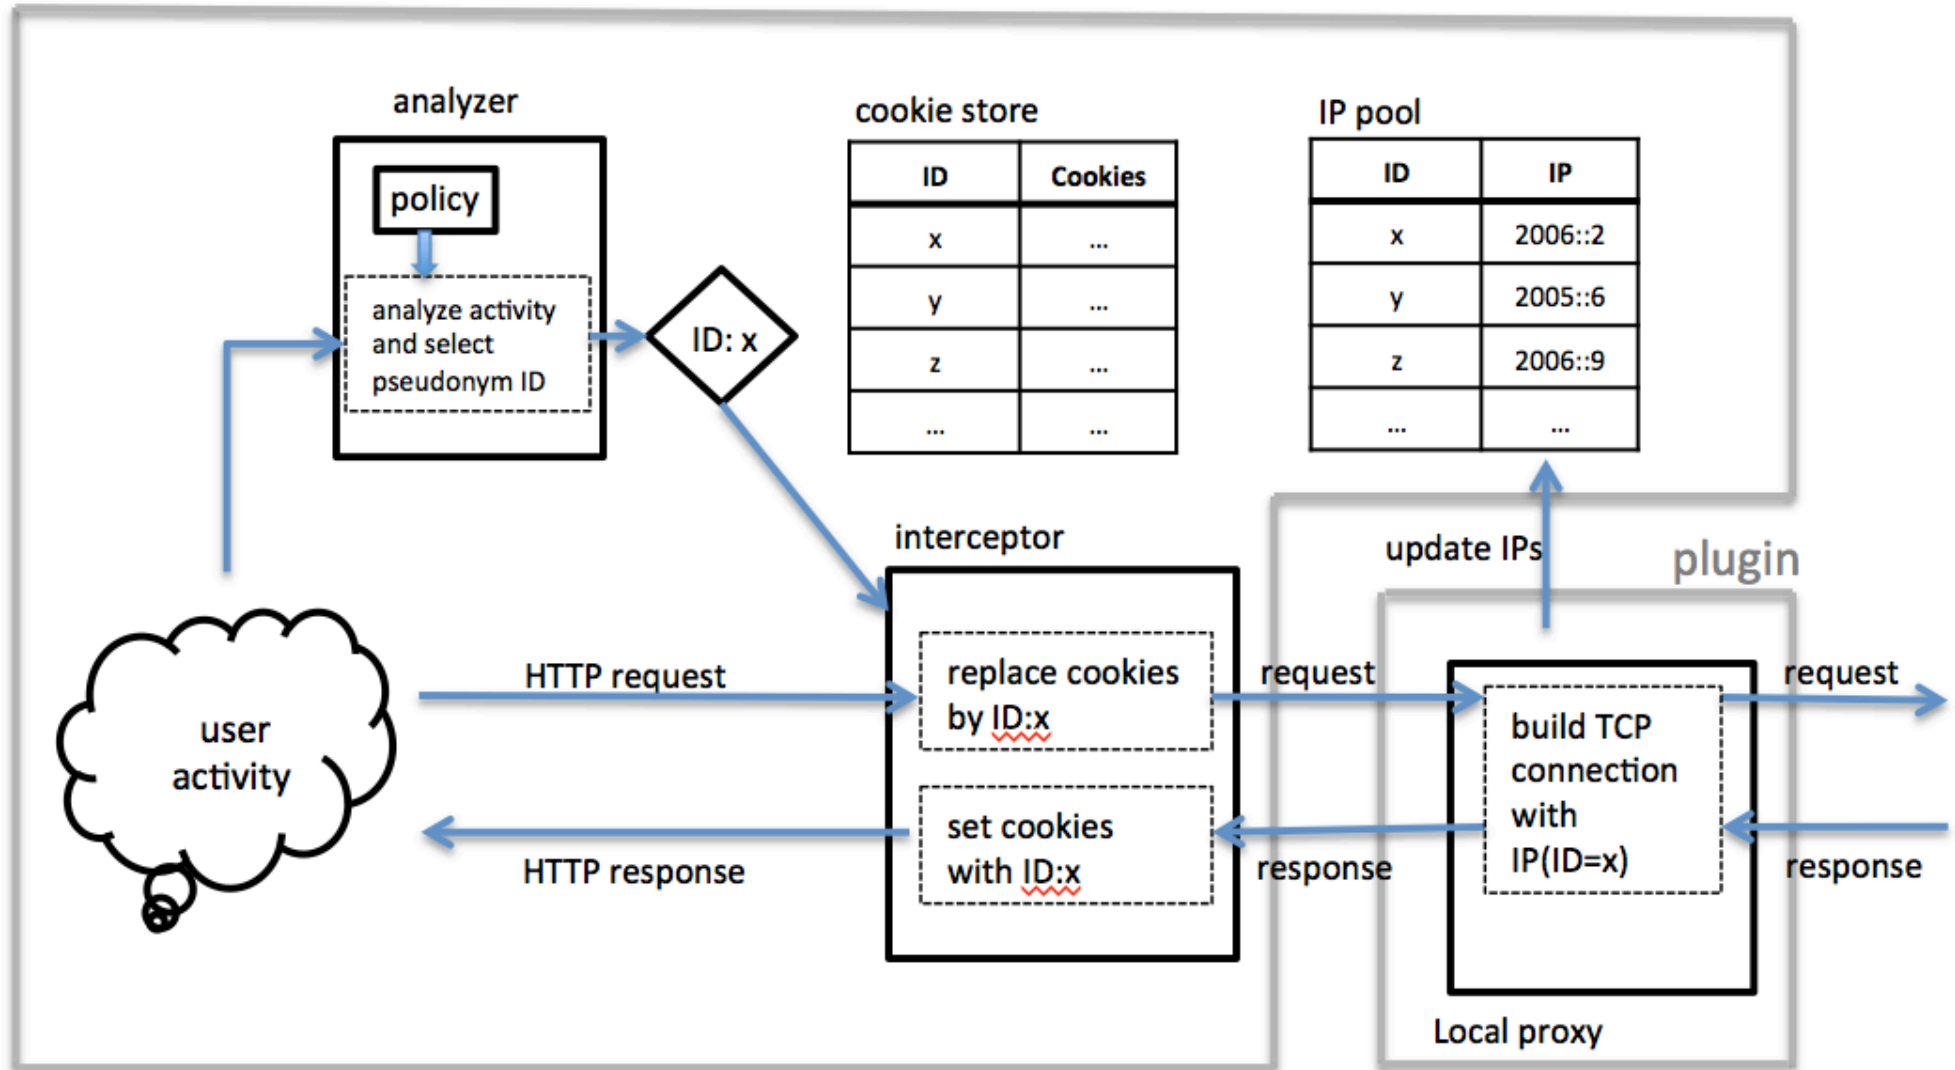 analyzer
policy
analyze activity
and select
pseudonym ID
ID: x
cookie store
ID Cookies
x ...
y ...
z ...
... ...
IP pool
ID IP
x 2006::2
y 2005::6
z 2006::9
... ...
interceptor
update IPs
plugin
user
activity
HTTP request
replace cookies
by ID:x
request
build TCP
connection
with
IP(ID=x)
request
HTTP response
set cookies
with ID:x
response
response
Local proxy